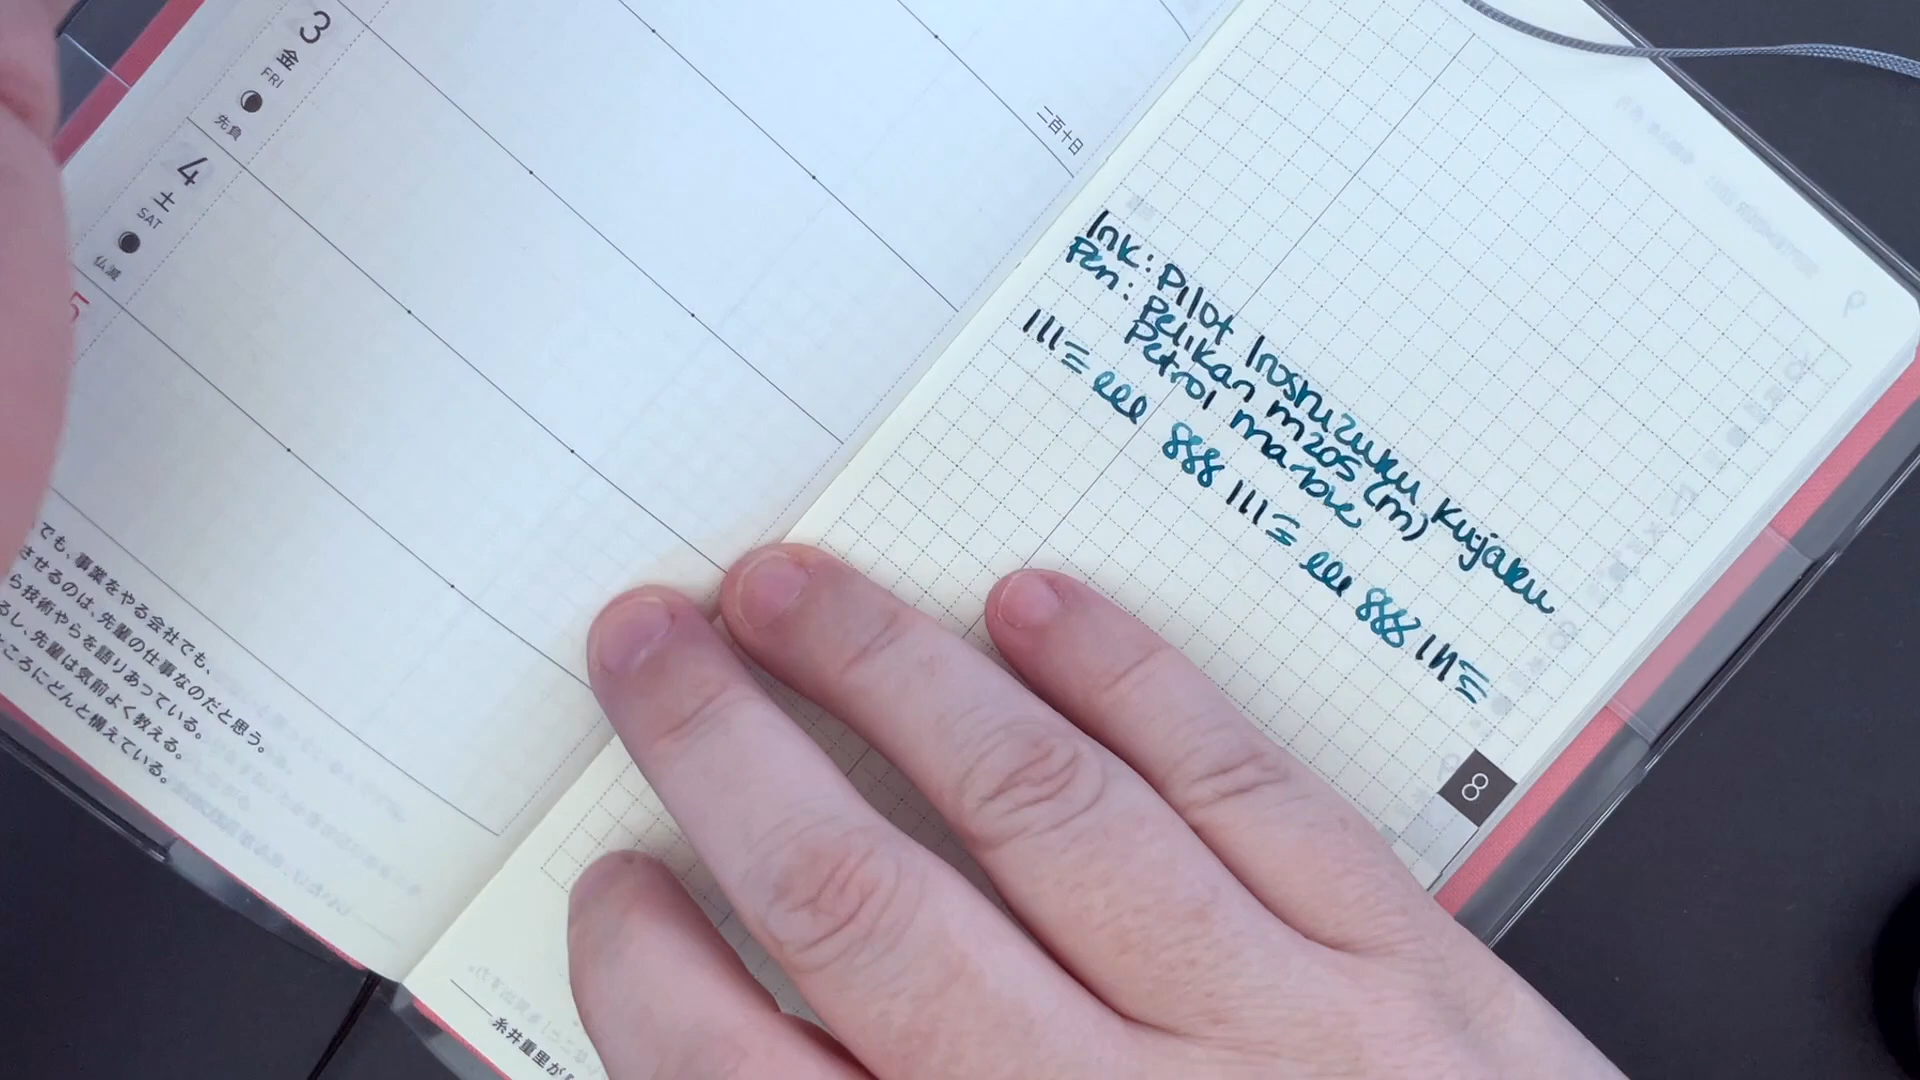 3
金
FRI
先負
二百十日
4
土
SAT
仏滅
5
でも、事業をやる会社でも、
させるのは、先輩の仕事なのだと思う。
ら技術やらを語りあっている。
るし、先輩は気前よく教える。
ところにどんと構えている。
Ink: Pilot Iroshizuku Kujaku
Pen: Pelikan m205 (m)
Petrol marble
111≡ lll 888 111≡ lll 888 111≡
8
糸井重里が